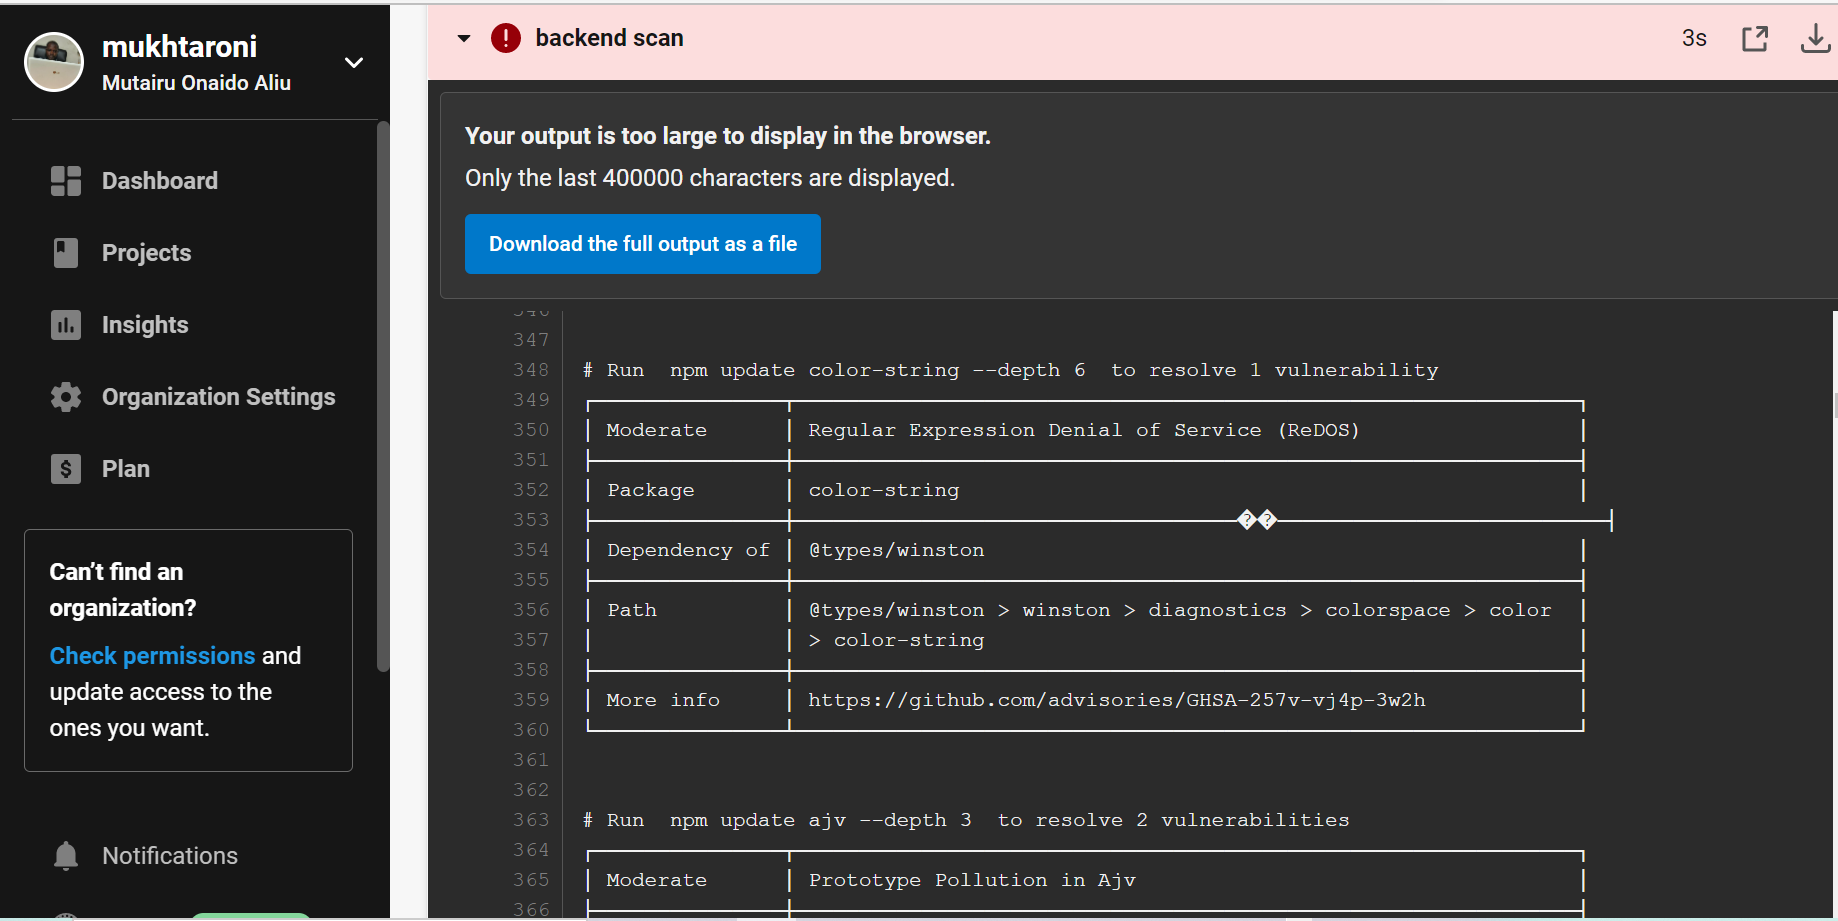 mukhtaroni
Mutairu Onaido Aliu
Dashboard
Projects
Insights
Organization Settings
Plan
Can't find an
organization?
Check permissions and
update access to the
ones you want.
Notifications
backend scan
3s
Your output is too large to display in the browser.
Only the last 400000 characters are displayed.
Download the full output as a file
346
347
348 # Run  npm update color-string --depth 6  to resolve 1 vulnerability
349
350 Moderate Regular Expression Denial of Service (ReDOS)
351
352 Package color-string
353 ��
354 Dependency of @types/winston
355
356 Path @types/winston > winston > diagnostics > colorspace > color
357 > color-string
358
359 More info https://github.com/advisories/GHSA-257v-vj4p-3w2h
360
361
362
363 # Run  npm update ajv --depth 3  to resolve 2 vulnerabilities
364
365 Moderate Prototype Pollution in Ajv
366